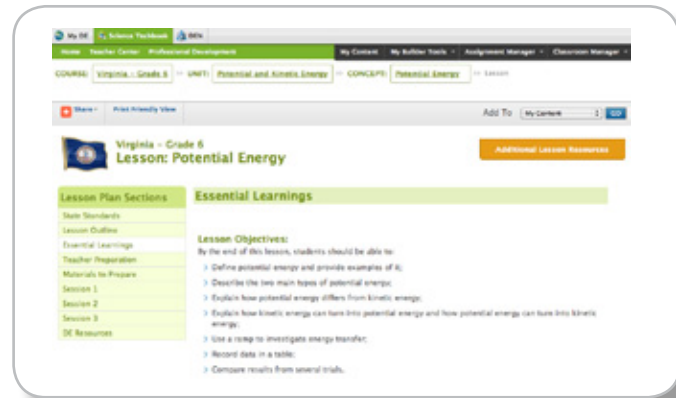 My DE Science Techbook DEN
Home Teacher Center Professional Development My Content My Builder Tools Assignment Manager Classroom Manager
COURSE: Virginia - Grade 6 UNIT: Potential and Kinetic Energy CONCEPT: Potential Energy Lesson
Share Print Friendly View Add To My Content GO
Virginia - Grade 6
Lesson: Potential Energy
Additional Lesson Resources
Lesson Plan Sections
State Standards
Lesson Outline
Essential Learnings
Teacher Preparation
Materials to Prepare
Session 1
Session 2
Session 3
DE Resources
Essential Learnings
Lesson Objectives:
By the end of this lesson, students should be able to:
Define potential energy and provide examples of it;
Describe the two main types of potential energy;
Explain how potential energy differs from kinetic energy;
Explain how kinetic energy can turn into potential energy and how potential energy can turn into kinetic
energy;
Use a ramp to investigate energy transfer;
Record data in a table;
Compare results from several trials.